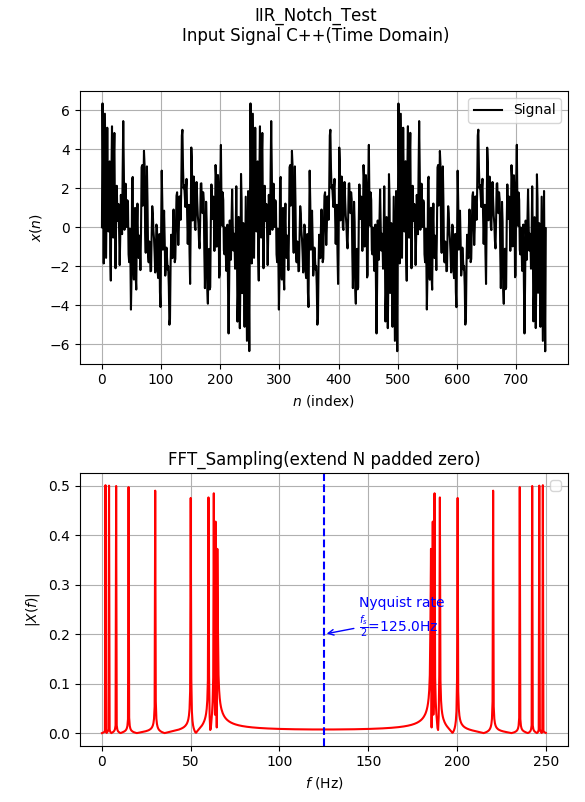 IIR_Notch_Test
Input Signal C++(Time Domain)
Signal
6
4
2
0
−2
−4
−6
x(n)
0 100 200 300 400 500 600 700
n (index)
FFT_Sampling(extend N padded zero)
0.5
0.4
0.3
0.2
0.1
0.0
|X(f)|
Nyquist rate
fs/2=125.0Hz
0 50 100 150 200 250
f (Hz)